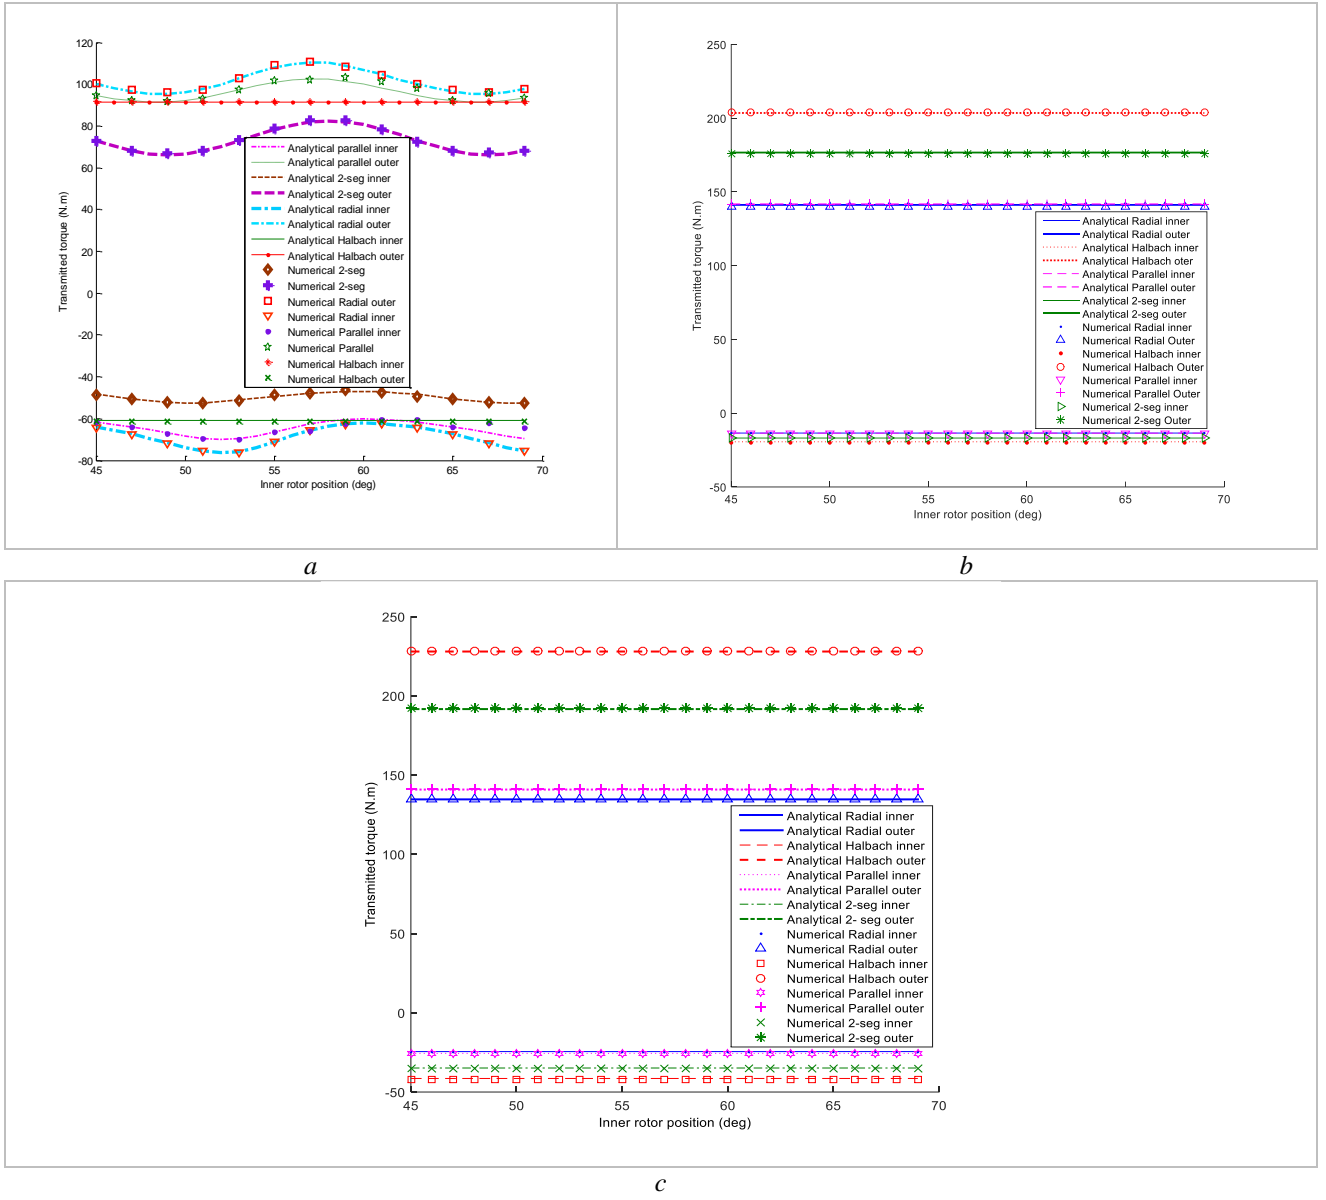 120
100
80
60
40
20
0
-20
-40
-60
-80
45
50
55
60
65
70
Transmitted torque (N.m)
Inner rotor position (deg)
Analytical parallel inner
Analytical parallel outer
Analytical 2-seg inner
Analytical 2-seg outer
Analytical radial inner
Analytical radial outer
Analytical Halbach inner
Analytical Halbach outer
Numerical 2-seg
Numerical 2-seg
Numerical Radial outer
Numerical Radial inner
Numerical Parallel inner
Numerical Parallel
Numerical Halbach inner
Numerical Halbach outer
a
250
200
150
100
50
0
-50
45
50
55
60
65
70
Transmitted torque (N.m)
Inner rotor position (deg)
Analytical Radial inner
Analytical Radial outer
Analytical Halbach inner
Analytical Halbach oter
Analytical Parallel inner
Analytical Parallel outer
Analytical 2-seg inner
Analytical 2-seg outer
Numerical Radial inner
Numerical Radial Outer
Numerical Halbach inner
Numerical Halbach Outer
Numerical Parallel inner
Numerical Parallel Outer
Numerical 2-seg inner
Numerical 2-seg Outer
b
250
200
150
100
50
0
-50
45
50
55
60
65
70
Transmitted torque (N.m)
Inner rotor position (deg)
Analytical Radial inner
Analytical Radial outer
Analytical Halbach inner
Analytical Halbach outer
Analytical Parallel inner
Analytical Parallel outer
Analytical 2-seg inner
Analytical 2- seg outer
Numerical Radial inner
Numerical Radial outer
Numerical Halbach inner
Numerical Halbach outer
Numerical Parallel inner
Numerical Parallel outer
Numerical 2-seg inner
Numerical 2-seg outer
c